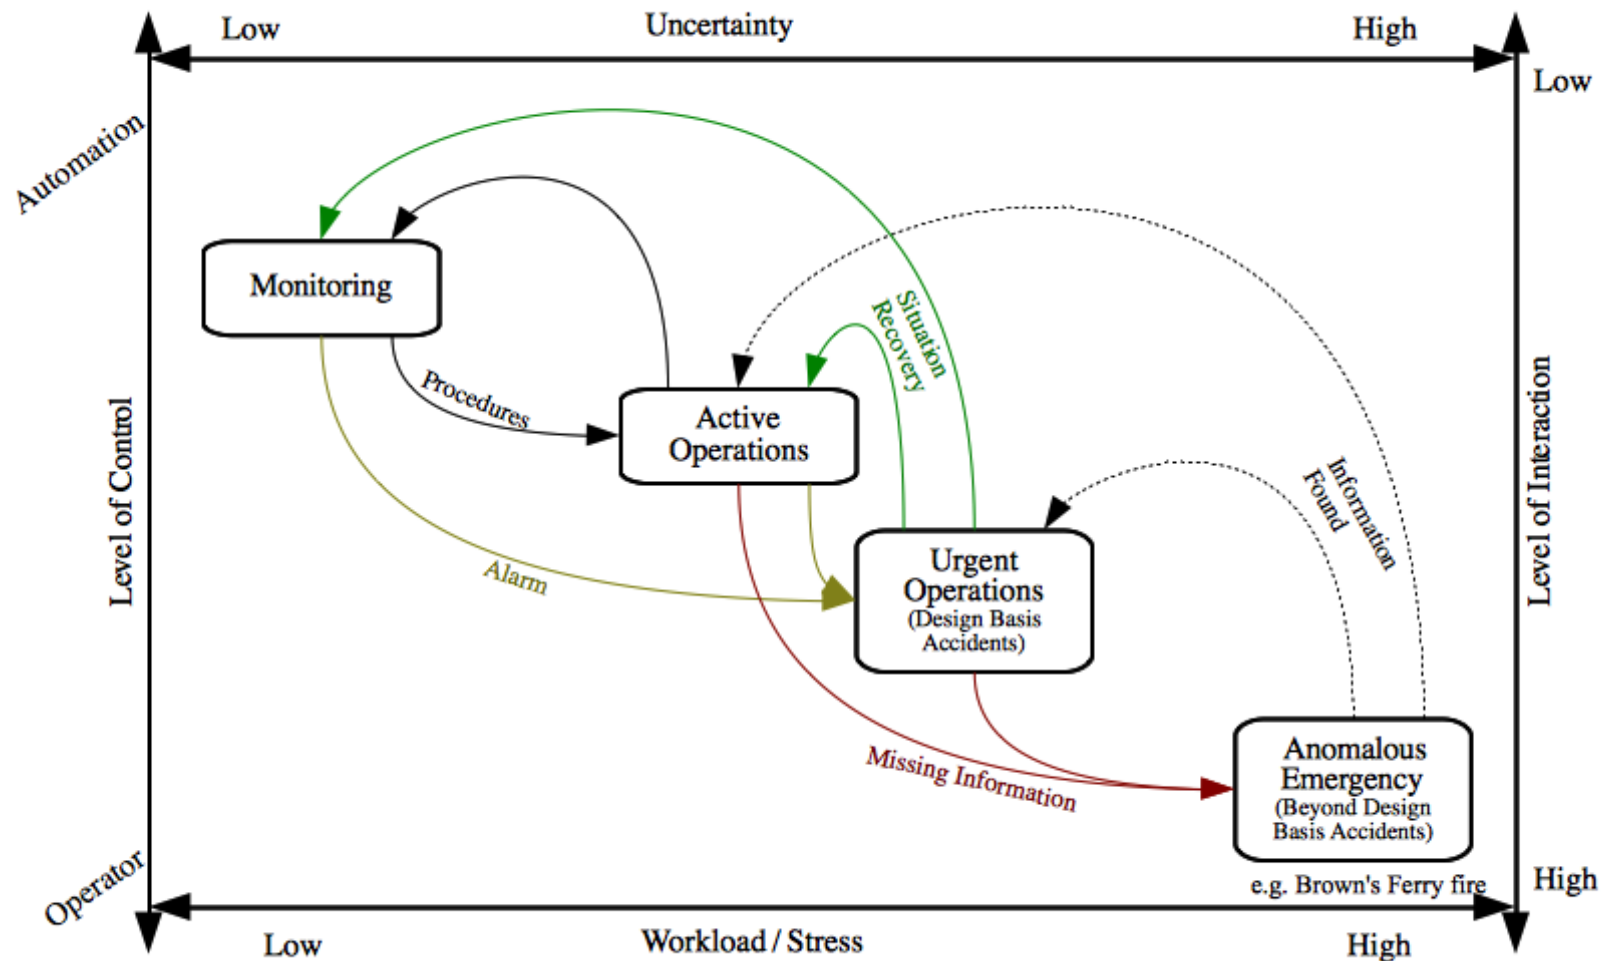 Low
Uncertainty
High
Low
Automation
Monitoring
Situation
Recovery
Procedures
Active
Operations
Level of Control
Level of Interaction
Information
Found
Alarm
Urgent
Operations
(Design Basis
Accidents)
Missing Information
Anomalous
Emergency
(Beyond Design
Basis Accidents)
e.g. Brown's Ferry fire
Operator
High
Low
Workload / Stress
High